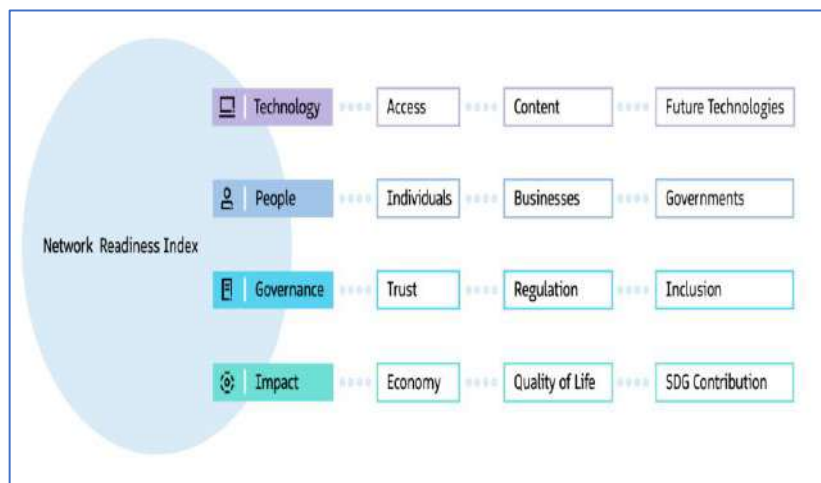 Technology
Access
Content
Future Technologies
People
Individuals
Businesses
Governments
Network Readiness Index
Governance
Trust
Regulation
Inclusion
Impact
Economy
Quality of Life
SDG Contribution